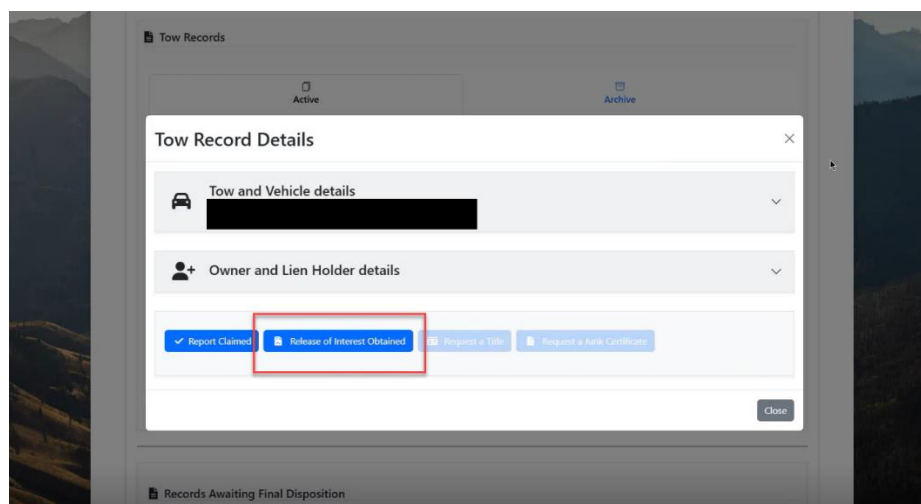 Tow Records
Active
Archive
Tow Record Details
Tow and Vehicle details
Owner and Lien Holder details
Report Claimed
Release of Interest Obtained
Request a Title
Request a Junk Certificate
Close
Records Awaiting Final Disposition